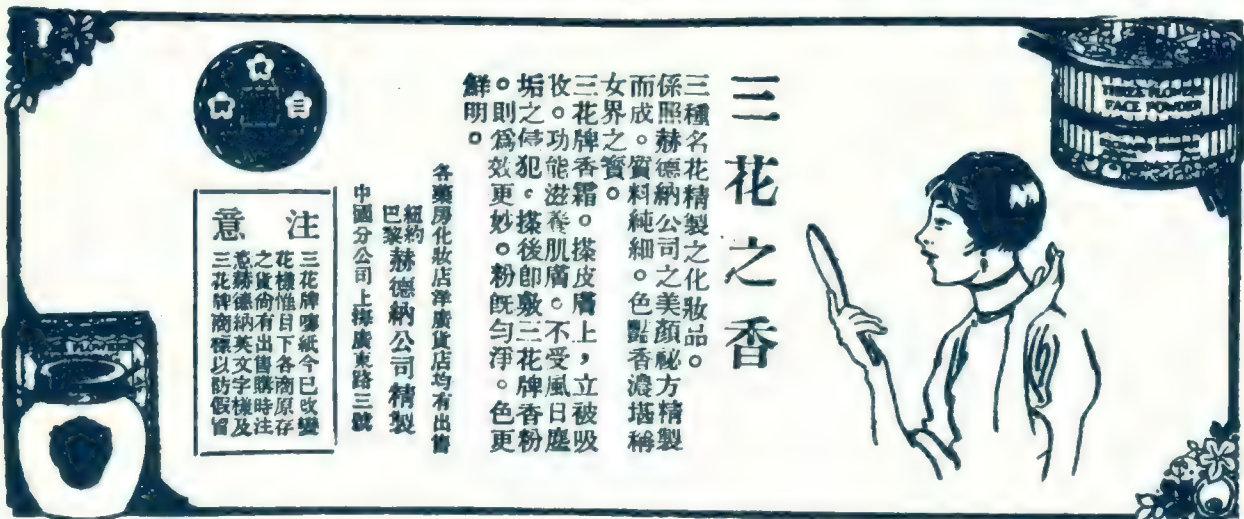 三花之香
三種名花精製之化妝品。
係照赫德納公司之美顏秘方精製
而成。質料純細。色豔香濃堪稱
女界之寶。
三花牌香霜。搽皮膚上,立被吸
收。功能滋養肌膚。不受風日塵
垢之侵犯。搽後卽敷三花牌香粉
。則爲效更妙。粉旣勻淨。色更
鮮明。
各藥房化妝店洋廣貨店均有出售
紐約
巴黎
赫德納公司精製
中國分公司上海廣東路三號
三花牌
注意
三花牌嘜紙今已改變
花樣惟目下各商原存
之貨尙有出售購時注
意赫德納英文字樣及
三花牌商標以防假冒
THREE FLOWERS
FACE POWDER
FLOWERS